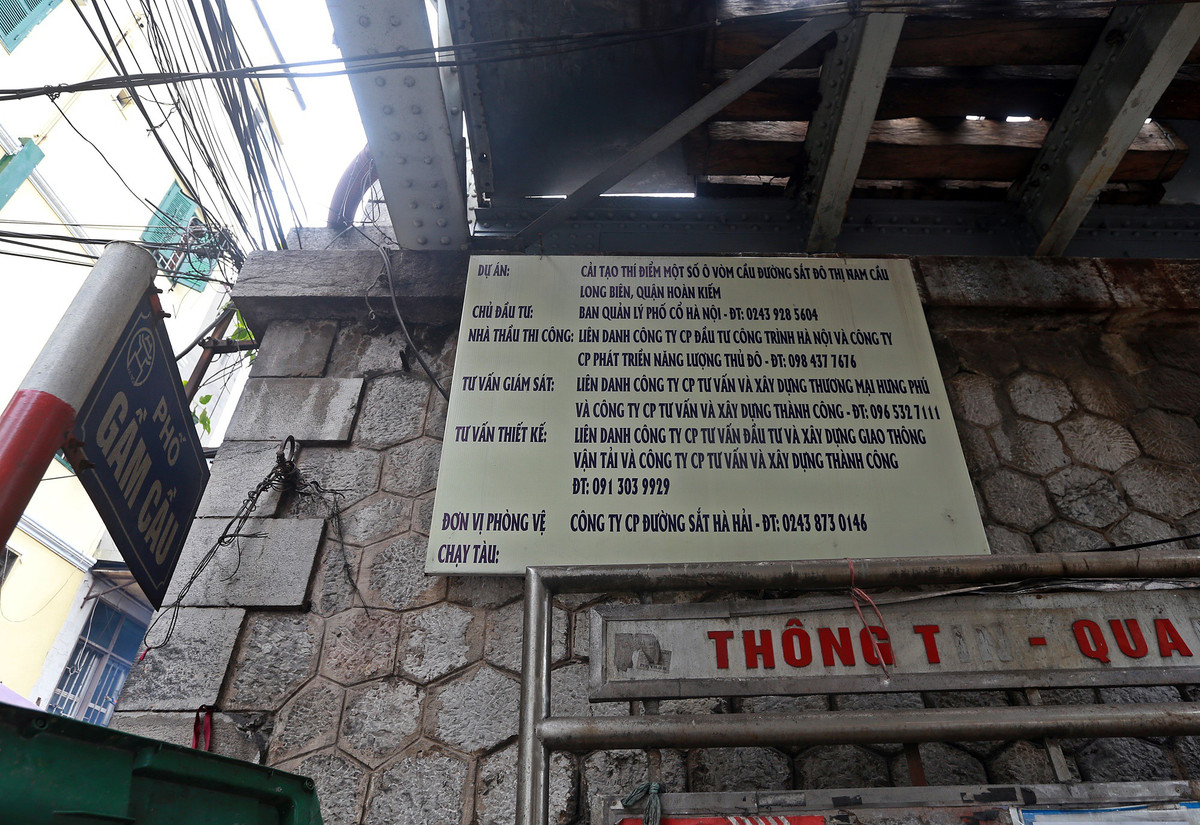 DỰ ÁN: CẢI TẠO THÍ ĐIỂM MỘT SỐ Ô VÒM CẦU ĐƯỜNG SẮT ĐÔ THỊ NAM CẦU
LONG BIÊN, QUẬN HOÀN KIẾM
CHỦ ĐẦU TƯ: BAN QUẢN LÝ PHỐ CỔ HÀ NỘI - ĐT: 0243 928 5604
NHÀ THẦU THI CÔNG: LIÊN DANH CÔNG TY CP ĐẦU TƯ CÔNG TRÌNH HÀ NỘI VÀ CÔNG TY
CP PHÁT TRIỂN NĂNG LƯỢNG THỦ ĐÔ - ĐT: 098 437 7676
TƯ VẤN GIÁM SÁT: LIÊN DANH CÔNG TY CP TƯ VẤN VÀ XÂY DỰNG THƯƠNG MẠI HƯNG PHÚ
VÀ CÔNG TY CP TƯ VẤN VÀ XÂY DỰNG THÀNH CÔNG - ĐT: 096 532 7111
TƯ VẤN THIẾT KẾ: LIÊN DANH CÔNG TY CP TƯ VẤN ĐẦU TƯ VÀ XÂY DỰNG GIAO THÔNG
VẬN TẢI VÀ CÔNG TY CP TƯ VẤN VÀ XÂY DỰNG THÀNH CÔNG
ĐT: 091 303 9929
ĐƠN VỊ PHÒNG VỆ CÔNG TY CP ĐƯỜNG SẮT HÀ HẢI - ĐT: 0243 873 0146
CHẠY TÀU:
PHỐ
GẦM CẦU
THÔNG TIN - QUA